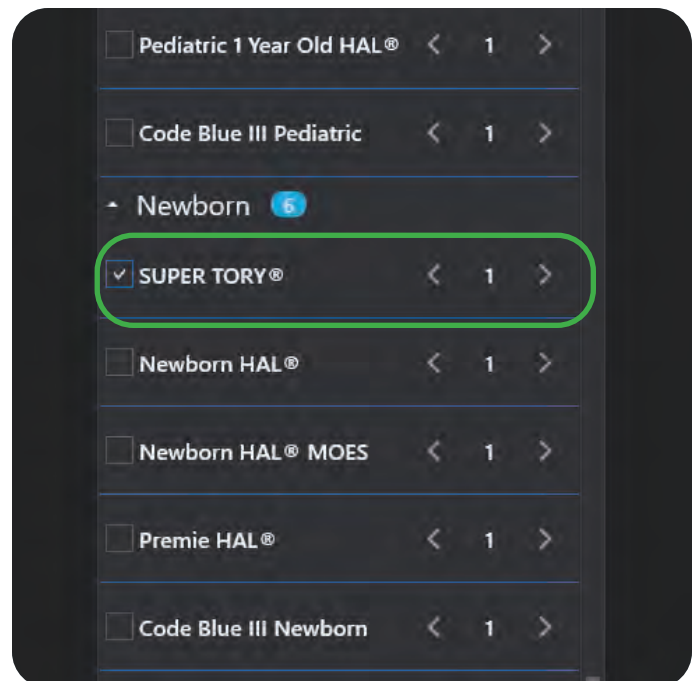 Pediatric 1 Year Old HAL® < 1 >
Code Blue III Pediatric < 1 >
Newborn 6
SUPER TORY® < 1 >
Newborn HAL® < 1 >
Newborn HAL® MOES < 1 >
Premie HAL® < 1 >
Code Blue III Newborn < 1 >